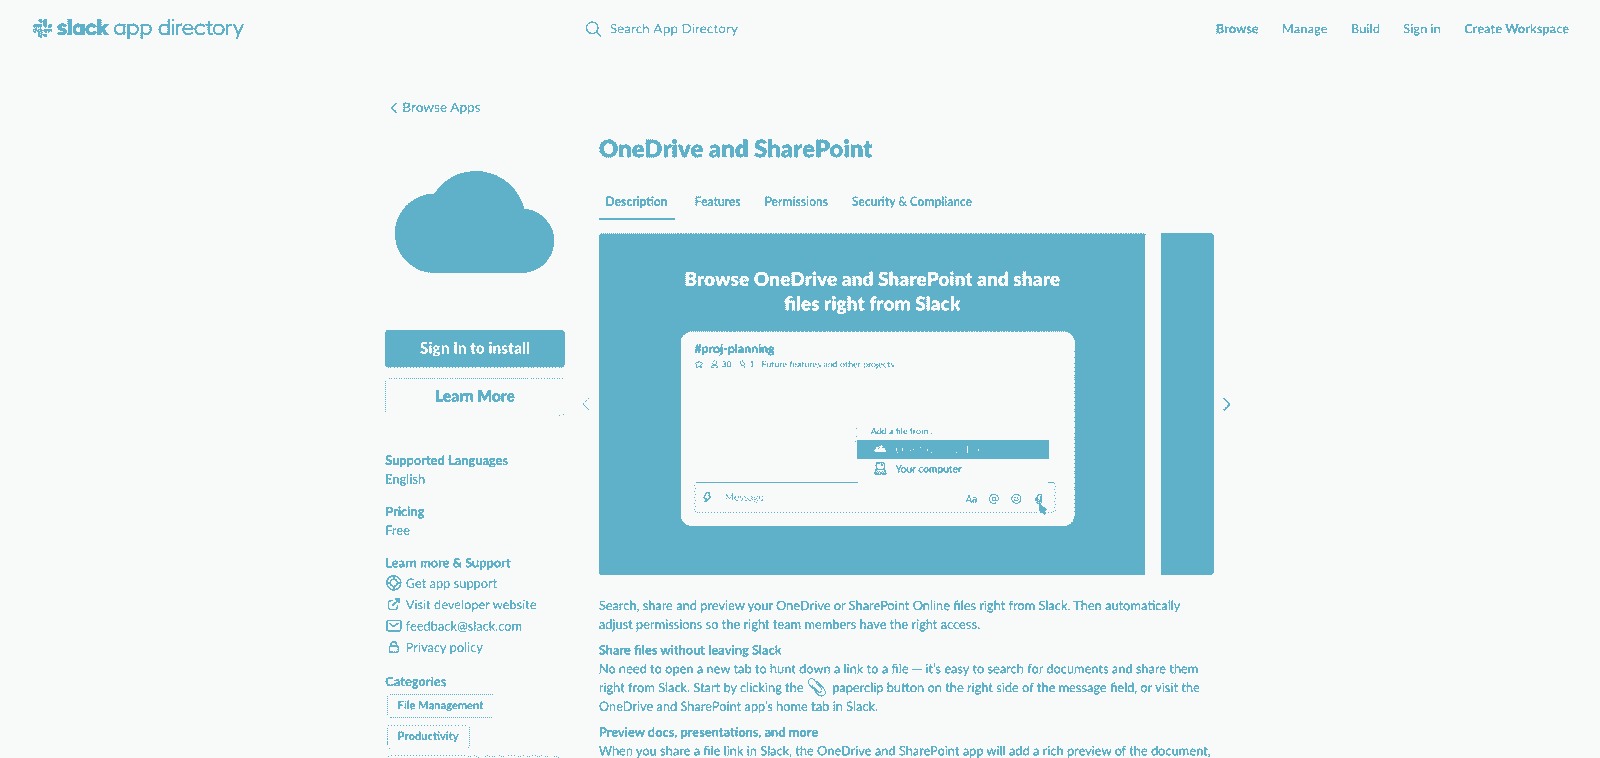 slack app directory
Search App Directory
Browse
Manage
Build
Sign in
Create Workspace
Browse Apps
OneDrive and SharePoint
Description
Features
Permissions
Security & Compliance
Browse OneDrive and SharePoint and share
files right from Slack
#proj-planning
30
1
Future features and other projects
Add a file from
Your computer
Message
Aa
Sign In to install
Learn More
Supported Languages
English
Pricing
Free
Learn more & Support
Get app support
Visit developer website
feedback@slack.com
Privacy policy
Categories
File Management
Productivity
Search, share and preview your OneDrive or SharePoint Online files right from Slack. Then automatically
adjust permissions so the right team members have the right access.
Share files without leaving Slack
No need to open a new tab to hunt down a link to a file — it's easy to search for documents and share them
right from Slack. Start by clicking the paperclip button on the right side of the message field, or visit the
OneDrive and SharePoint app's home tab in Slack.
Preview docs, presentations, and more
When you share a file link in Slack, the OneDrive and SharePoint app will add a rich preview of the document,